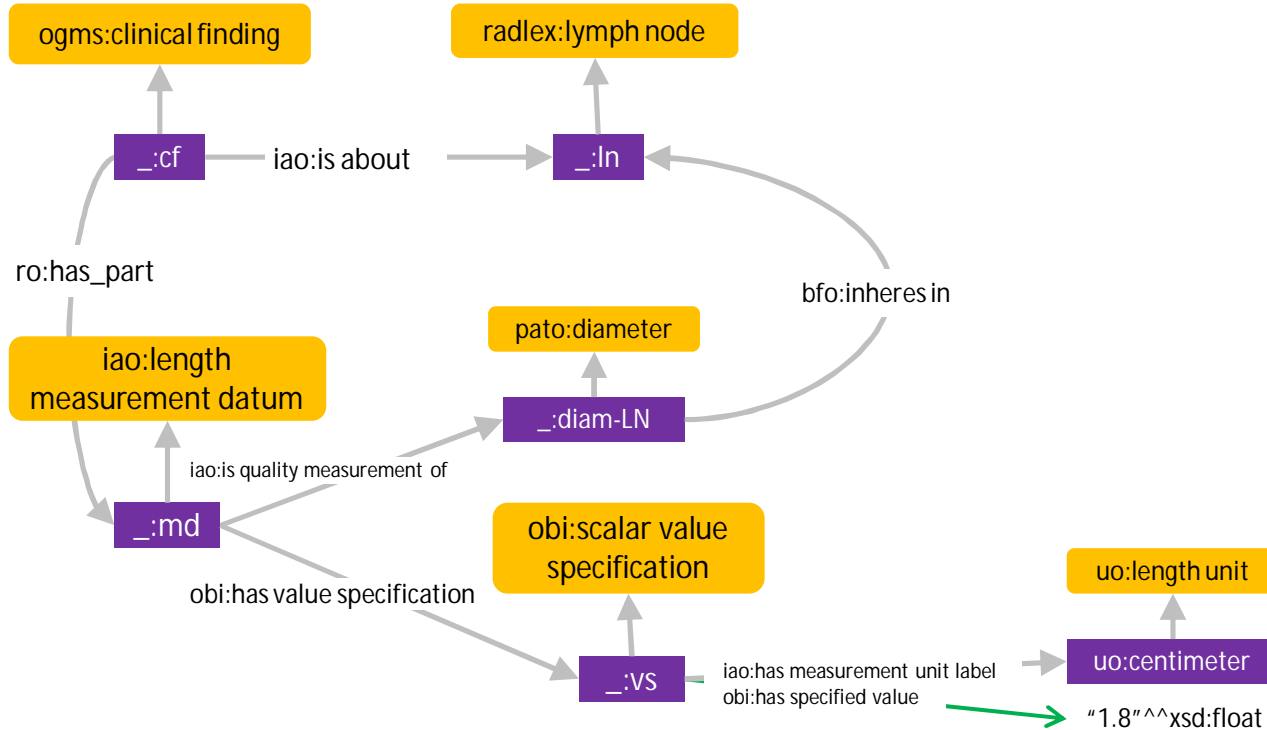 ogms:clinical finding
radlex:lymph node
_:cf
iao:is about
_:ln
ro:has_part
bfo:inheres in
pato:diameter
iao:length
measurement datum
_:diam-LN
iao:is quality measurement of
_:md
obi:scalar value
specification
uo:length unit
obi:has value specification
uo:centimeter
_:vs
iao:has measurement unit label
obi:has specified value
"1.8"^^xsd:float